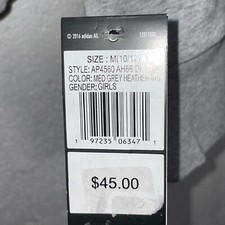 © 2016 adidas AG.
SIZE : M(10/12)
STYLE: AP4560 AH66
COLOR: MED GREY HEATHER
GENDER: GIRLS
1 97235 06347 1
$45.00